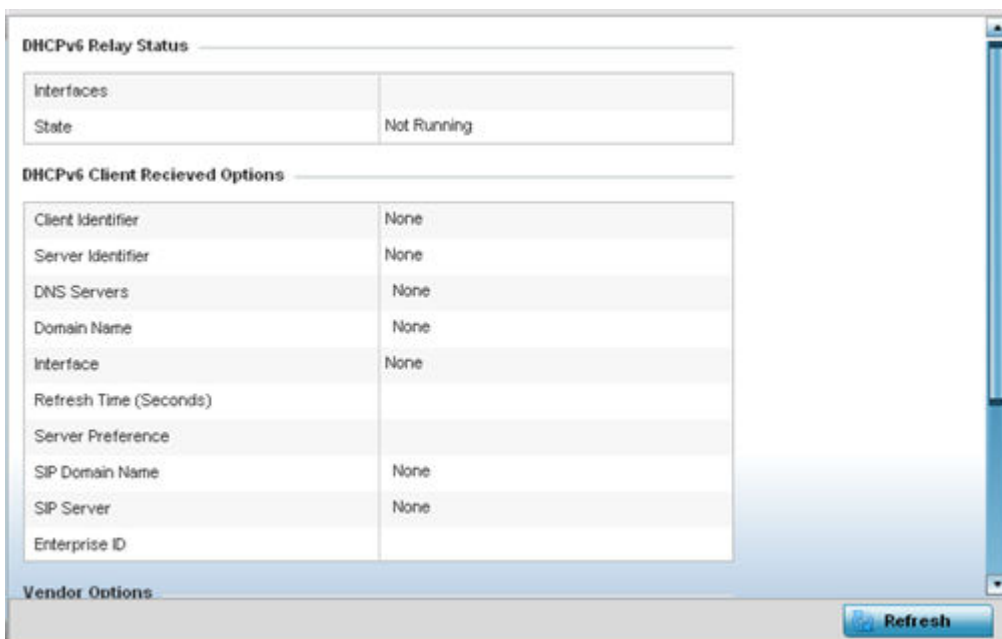 DHCPv6 Relay Status
Interfaces
State Not Running
DHCPv6 Client Recieved Options
Client Identifier None
Server Identifier None
DNS Servers None
Domain Name None
Interface None
Refresh Time (Seconds)
Server Preference
SIP Domain Name None
SIP Server None
Enterprise ID
Vendor Options
Refresh